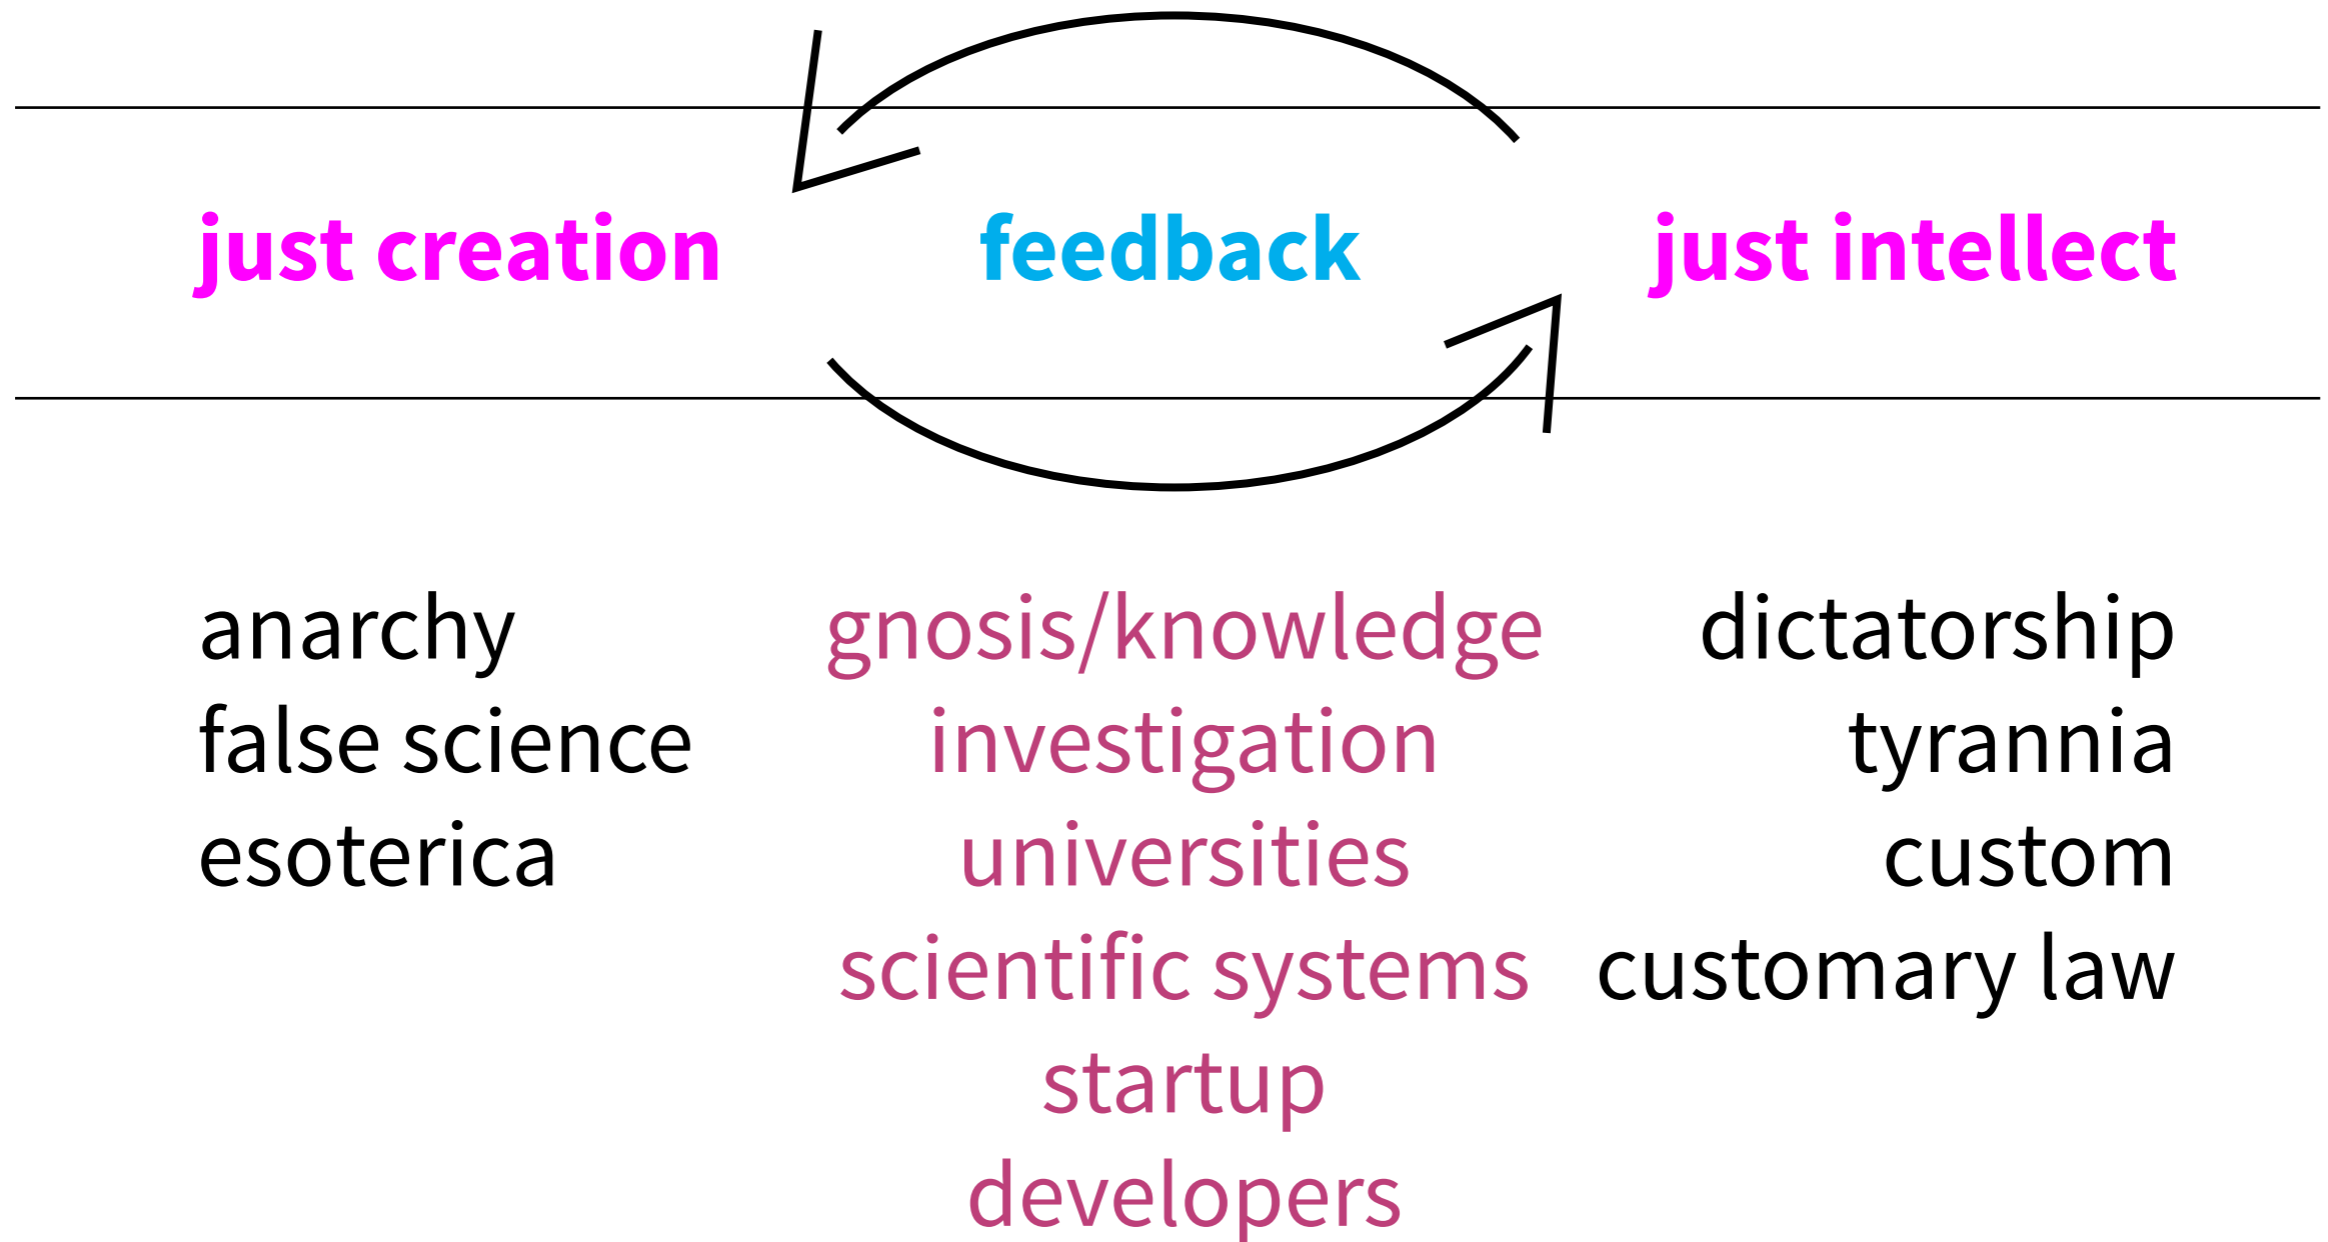 just creation
feedback
just intellect
anarchy
false science
esoterica
gnosis/knowledge
investigation
universities
scientific systems
startup
developers
dictatorship
tyrannia
custom
customary law